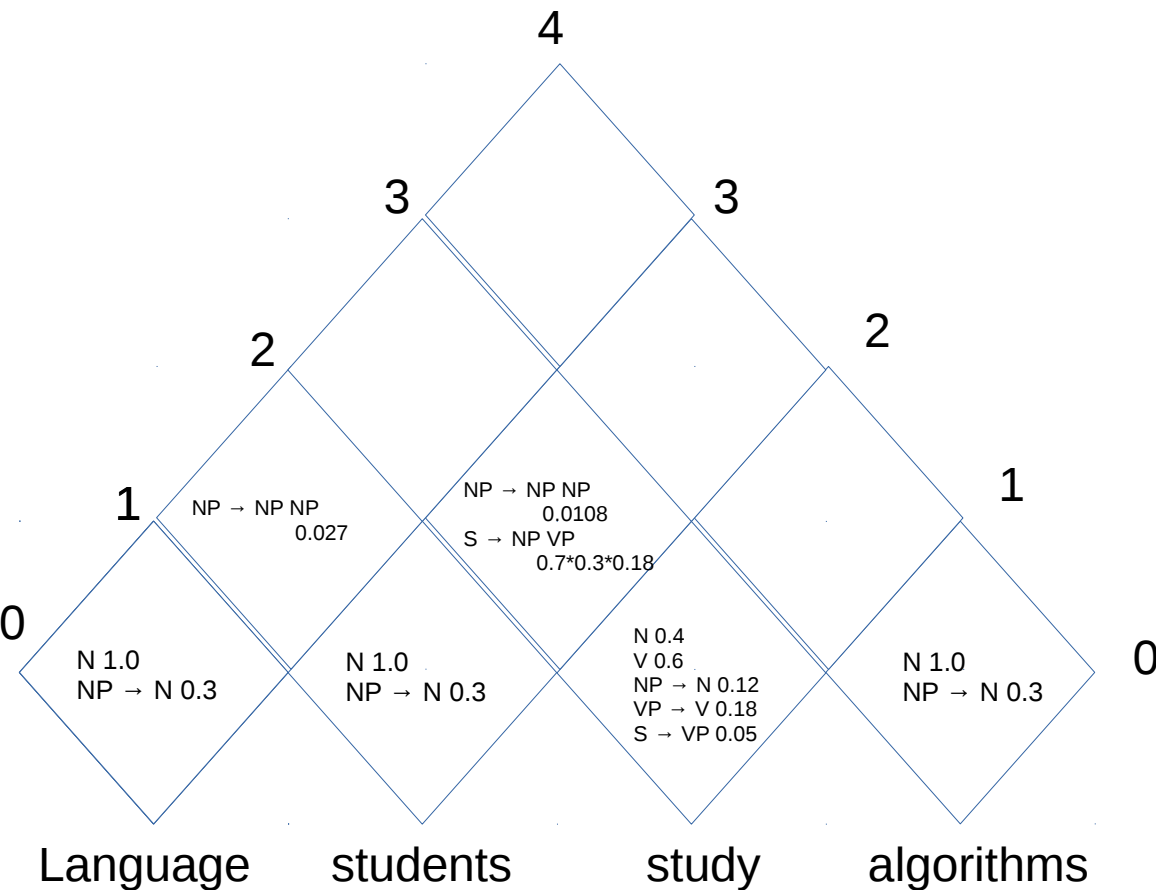 4
3
3
2
2
1
1
NP → NP NP
0.027
NP → NP NP
0.0108
S → NP VP
0.7*0.3*0.18
0
0
N 1.0
NP → N 0.3
N 1.0
NP → N 0.3
N 0.4
V 0.6
NP → N 0.12
VP → V 0.18
S → VP 0.05
N 1.0
NP → N 0.3
Language
students
study
algorithms